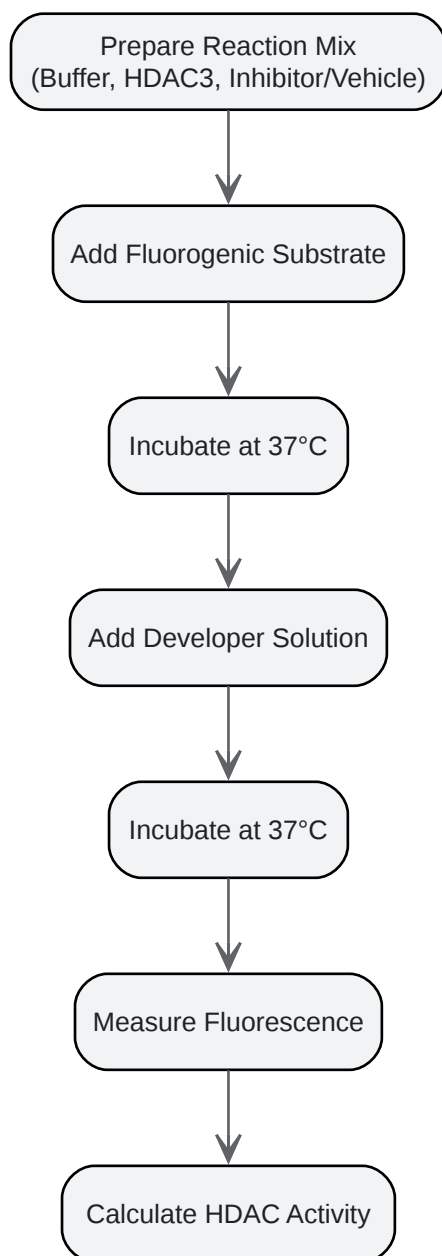 Prepare Reaction Mix
(Buffer, HDAC3, Inhibitor/Vehicle)
Add Fluorogenic Substrate
Incubate at 37°C
Add Developer Solution
Incubate at 37°C
Measure Fluorescence
Calculate HDAC Activity